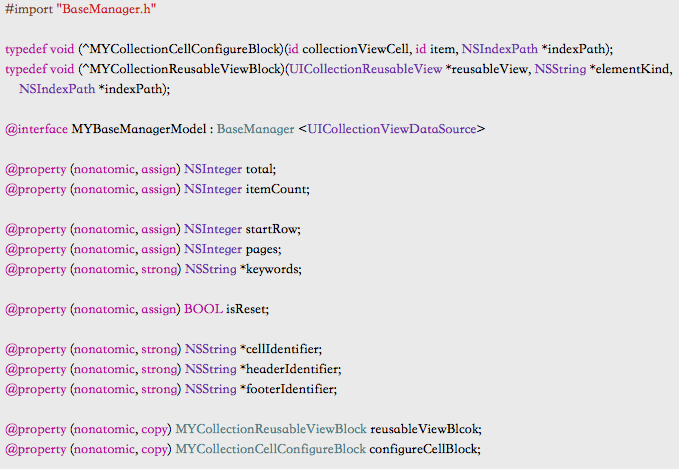 #import "BaseManager.h"
typedef void (^MYCollectionCellConfigureBlock)(id collectionViewCell, id item, NSIndexPath *indexPath);
typedef void (^MYCollectionReusableViewBlock)(UICollectionReusableView *reusableView, NSString *elementKind,
NSIndexPath *indexPath);
@interface MYBaseManagerModel : BaseManager <UICollectionViewDataSource>
@property (nonatomic, assign) NSInteger total;
@property (nonatomic, assign) NSInteger itemCount;
@property (nonatomic, assign) NSInteger startRow;
@property (nonatomic, assign) NSInteger pages;
@property (nonatomic, strong) NSString *keywords;
@property (nonatomic, assign) BOOL isReset;
@property (nonatomic, strong) NSString *cellIdentifier;
@property (nonatomic, strong) NSString *headerIdentifier;
@property (nonatomic, strong) NSString *footerIdentifier;
@property (nonatomic, copy) MYCollectionReusableViewBlock reusableViewBlcok;
@property (nonatomic, copy) MYCollectionCellConfigureBlock configureCellBlock;